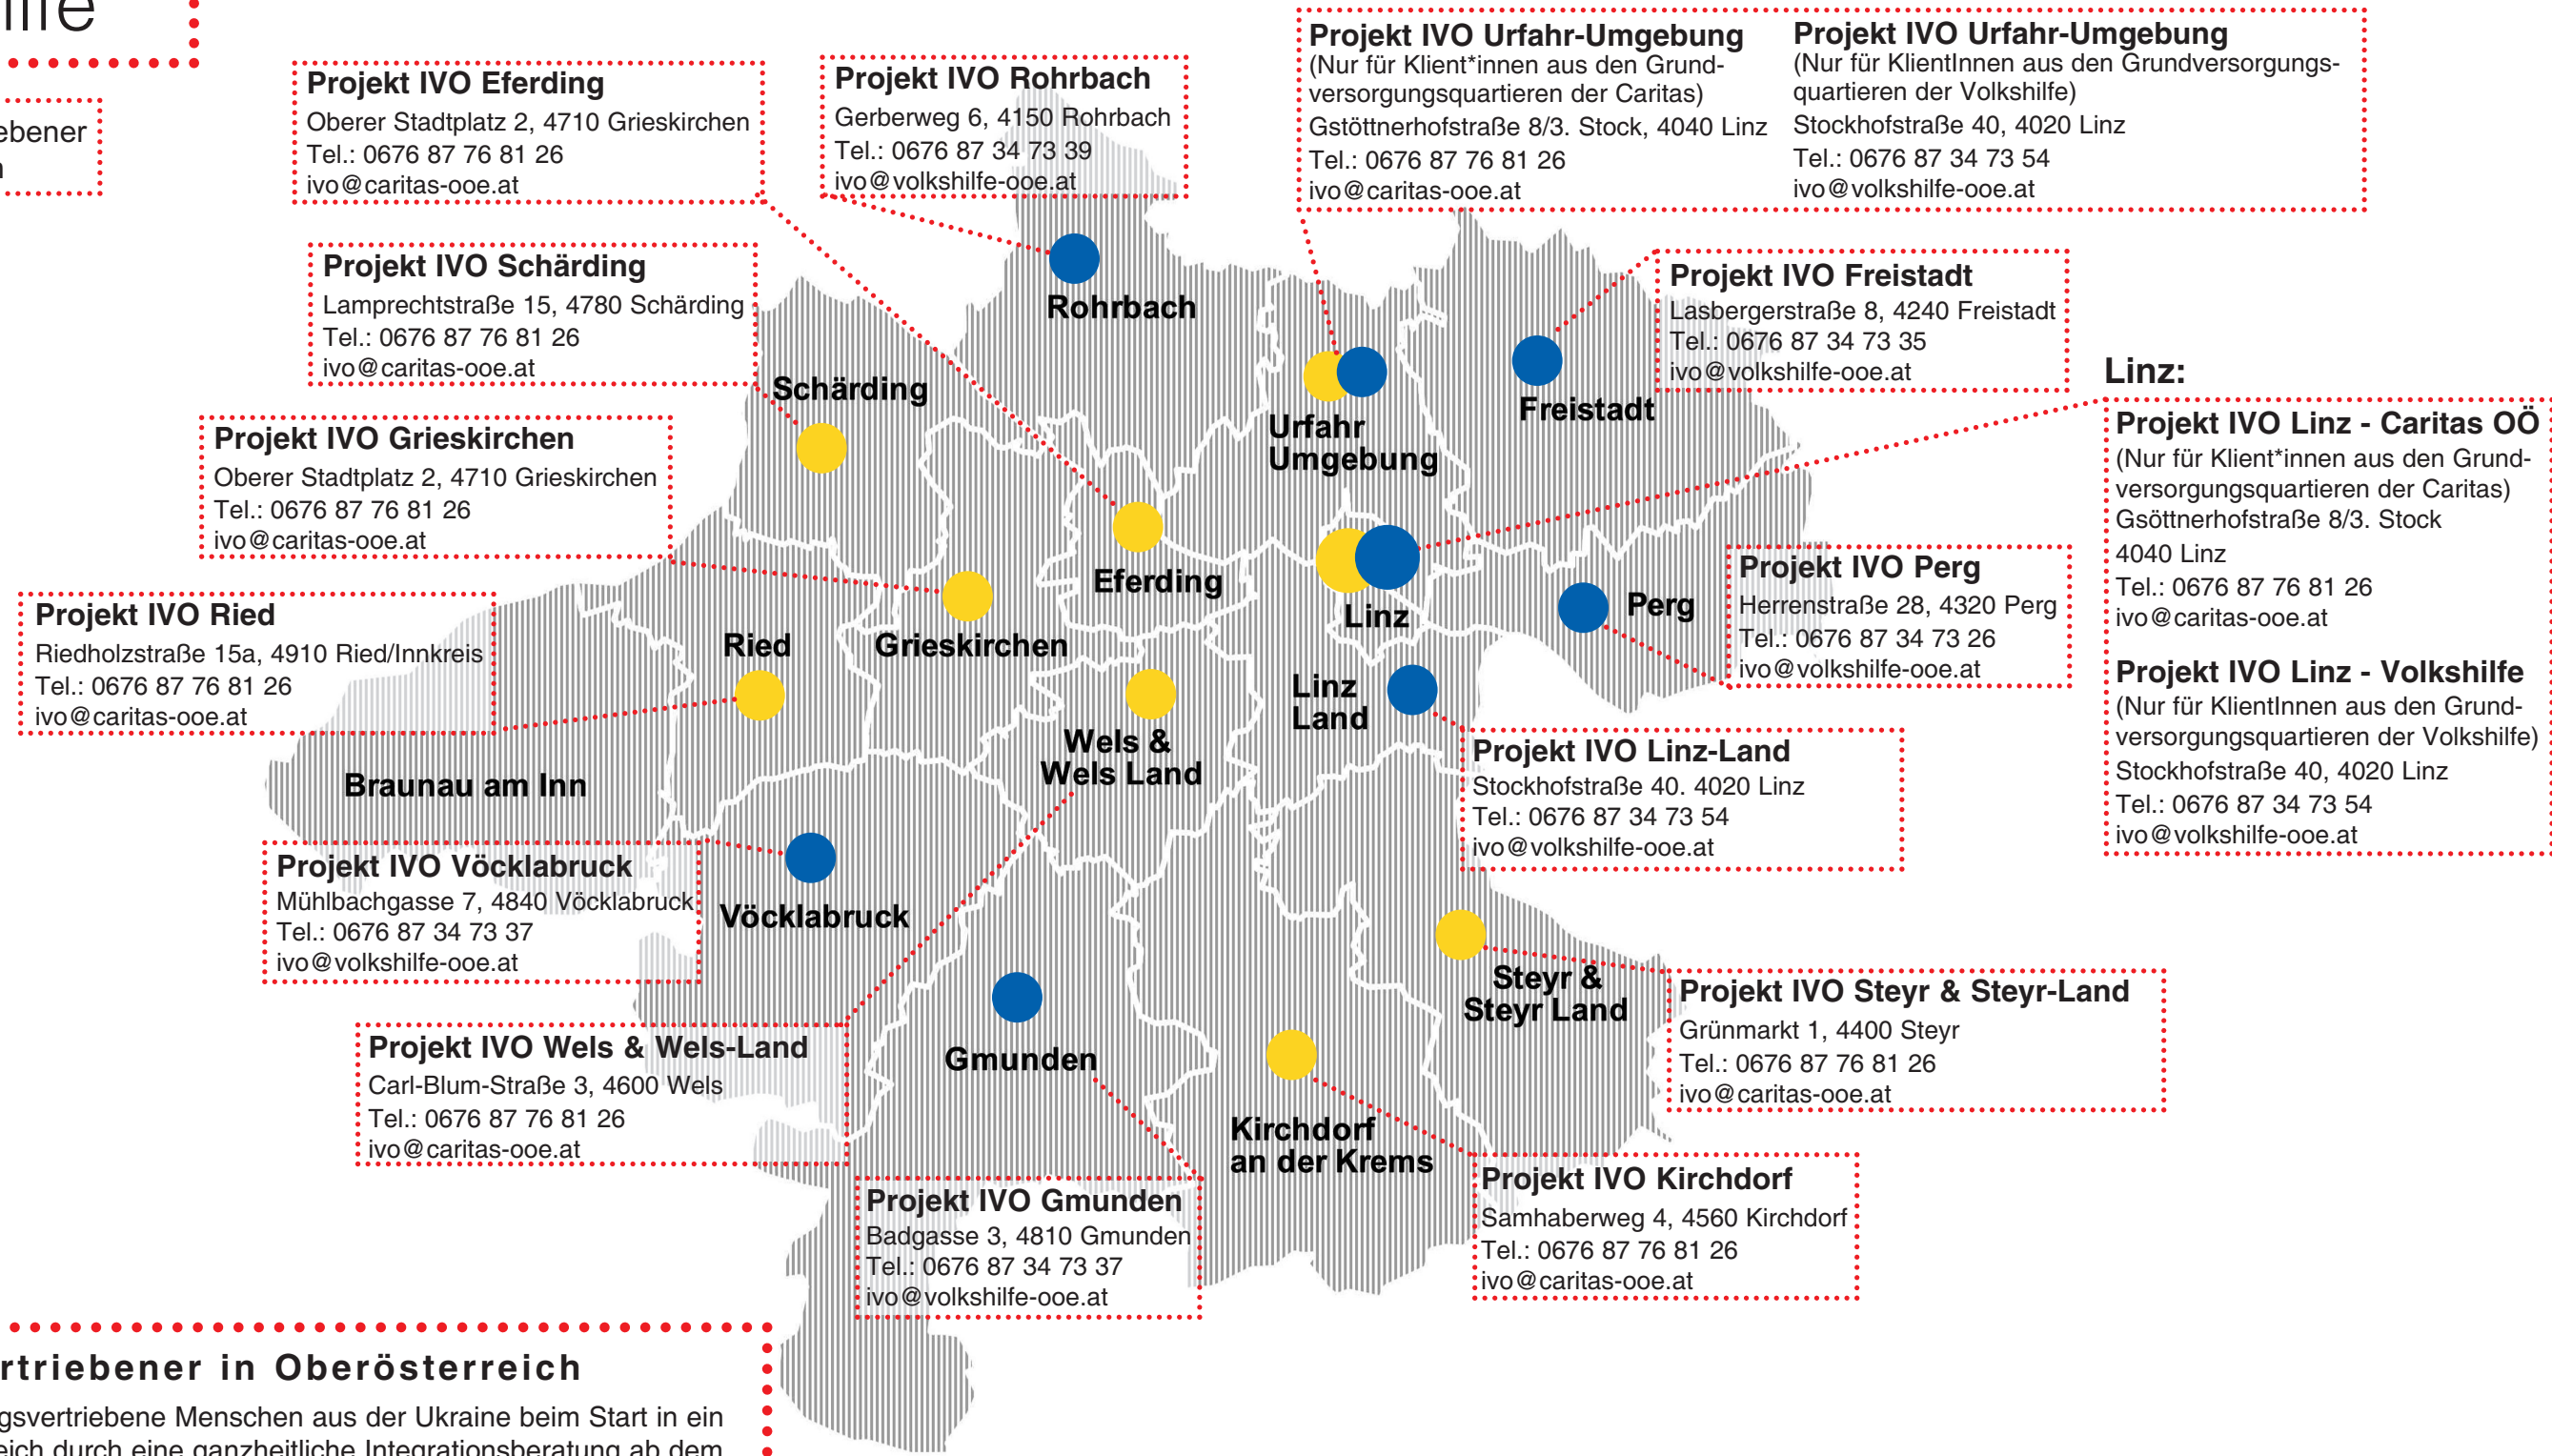 Projekt IVO Eferding
Oberer Stadtplatz 2, 4710 Grieskirchen
Tel.: 0676 87 76 81 26
ivo@caritas-ooe.at
Projekt IVO Rohrbach
Gerberweg 6, 4150 Rohrbach
Tel.: 0676 87 34 73 39
ivo@volkshilfe-ooe.at
Projekt IVO Urfahr-Umgebung
(Nur für Klient*innen aus den Grund-
versorgungsquartieren der Caritas)
Gstöttnerhofstraße 8/3. Stock, 4040 Linz
Tel.: 0676 87 76 81 26
ivo@caritas-ooe.at
Projekt IVO Urfahr-Umgebung
(Nur für KlientInnen aus den Grundversorgungs-
quartieren der Volkshilfe)
Stockhofstraße 40, 4020 Linz
Tel.: 0676 87 34 73 54
ivo@volkshilfe-ooe.at
Projekt IVO Schärding
Lamprechtstraße 15, 4780 Schärding
Tel.: 0676 87 76 81 26
ivo@caritas-ooe.at
Projekt IVO Freistadt
Lasbergerstraße 8, 4240 Freistadt
Tel.: 0676 87 34 73 35
ivo@volkshilfe-ooe.at
Projekt IVO Grieskirchen
Oberer Stadtplatz 2, 4710 Grieskirchen
Tel.: 0676 87 76 81 26
ivo@caritas-ooe.at
Linz:
Projekt IVO Linz - Caritas OÖ
(Nur für Klient*innen aus den Grund-
versorgungsquartieren der Caritas)
Gsöttnerhofstraße 8/3. Stock
4040 Linz
Tel.: 0676 87 76 81 26
ivo@caritas-ooe.at
Projekt IVO Linz - Volkshilfe
(Nur für KlientInnen aus den Grund-
versorgungsquartieren der Volkshilfe)
Stockhofstraße 40, 4020 Linz
Tel.: 0676 87 34 73 54
ivo@volkshilfe-ooe.at
Projekt IVO Ried
Riedholzstraße 15a, 4910 Ried/Innkreis
Tel.: 0676 87 76 81 26
ivo@caritas-ooe.at
Projekt IVO Perg
Herrenstraße 28, 4320 Perg
Tel.: 0676 87 34 73 26
ivo@volkshilfe-ooe.at
Projekt IVO Linz-Land
Stockhofstraße 40. 4020 Linz
Tel.: 0676 87 34 73 54
ivo@volkshilfe-ooe.at
Projekt IVO Vöcklabruck
Mühlbachgasse 7, 4840 Vöcklabruck
Tel.: 0676 87 34 73 37
ivo@volkshilfe-ooe.at
Projekt IVO Wels & Wels-Land
Carl-Blum-Straße 3, 4600 Wels
Tel.: 0676 87 76 81 26
ivo@caritas-ooe.at
Projekt IVO Steyr & Steyr-Land
Grünmarkt 1, 4400 Steyr
Tel.: 0676 87 76 81 26
ivo@caritas-ooe.at
Projekt IVO Gmunden
Badgasse 3, 4810 Gmunden
Tel.: 0676 87 34 73 37
ivo@volkshilfe-ooe.at
Projekt IVO Kirchdorf
Samhaberweg 4, 4560 Kirchdorf
Tel.: 0676 87 76 81 26
ivo@caritas-ooe.at
Rohrbach
Schärding
Urfahr
Umgebung
Freistadt
Eferding
Linz
Perg
Ried
Grieskirchen
Linz
Land
Wels &
Wels Land
Braunau am Inn
Vöcklabruck
Steyr &
Steyr Land
Gmunden
Kirchdorf
an der Krems
rtriebener in Oberösterreich
gsvertriebene Menschen aus der Ukraine beim Start in ein
eich durch eine ganzheitliche Integrationsberatung ab dem